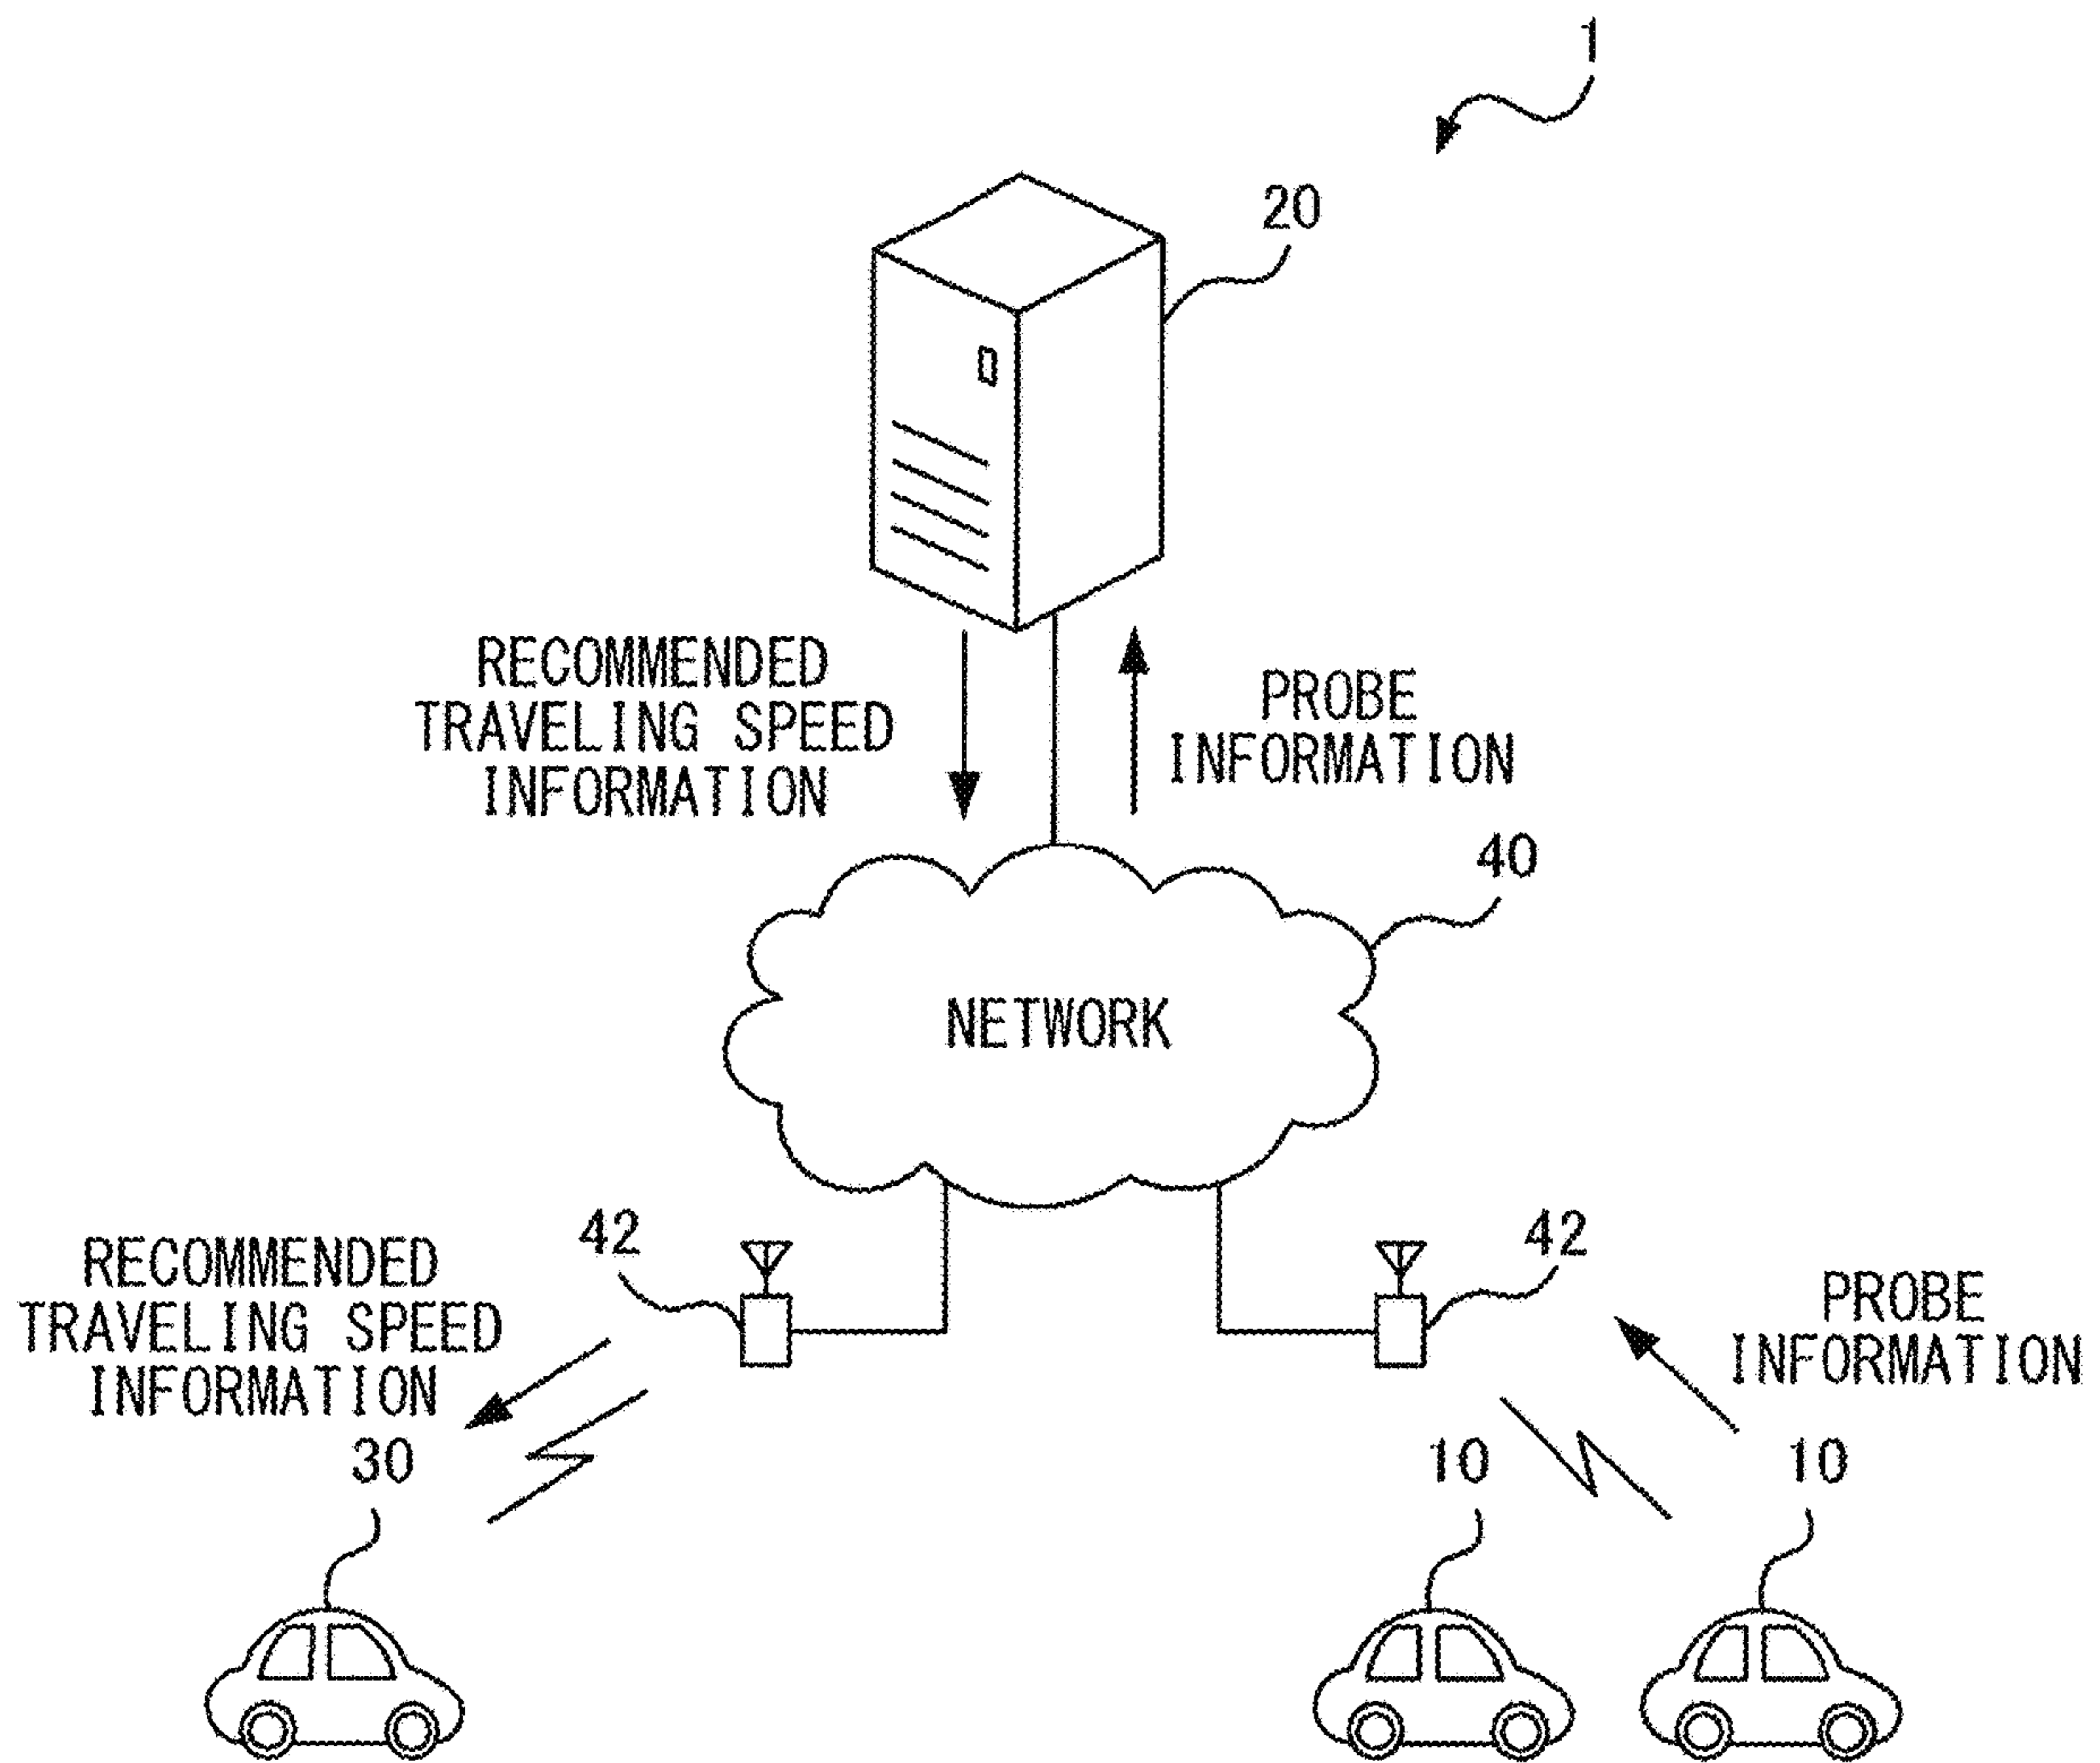 1
20
RECOMMENDED
TRAVELING SPEED
INFORMATION
PROBE
INFORMATION
40
NETWORK
42
42
RECOMMENDED
TRAVELING SPEED
INFORMATION
PROBE
INFORMATION
30
10
10